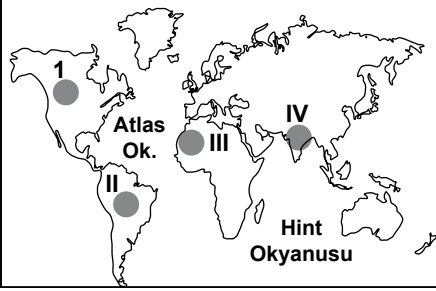 1
Atlas
Ok.
IV
III
II
Hint
Okyanusu